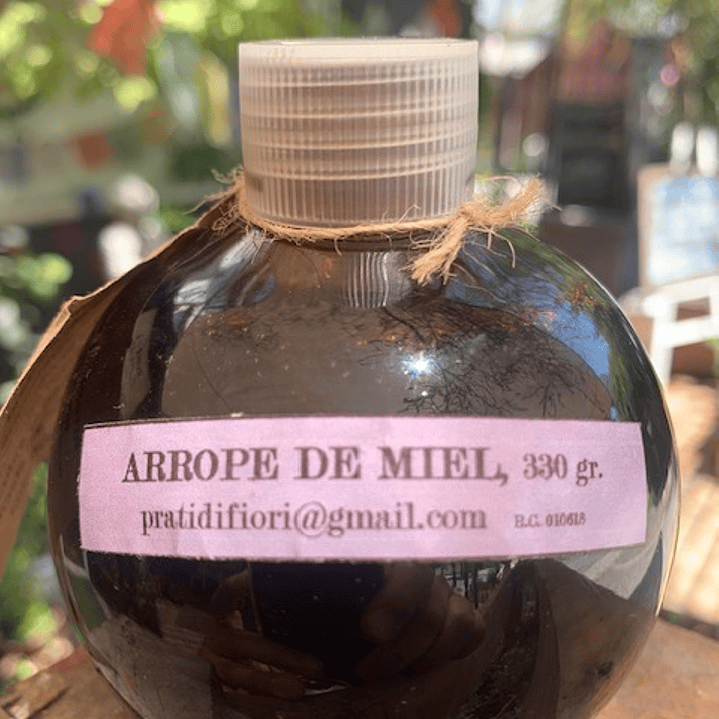 ARROPE DE MIEL, 330 gr.
pratidifiori@gmail.com R.C. 010618